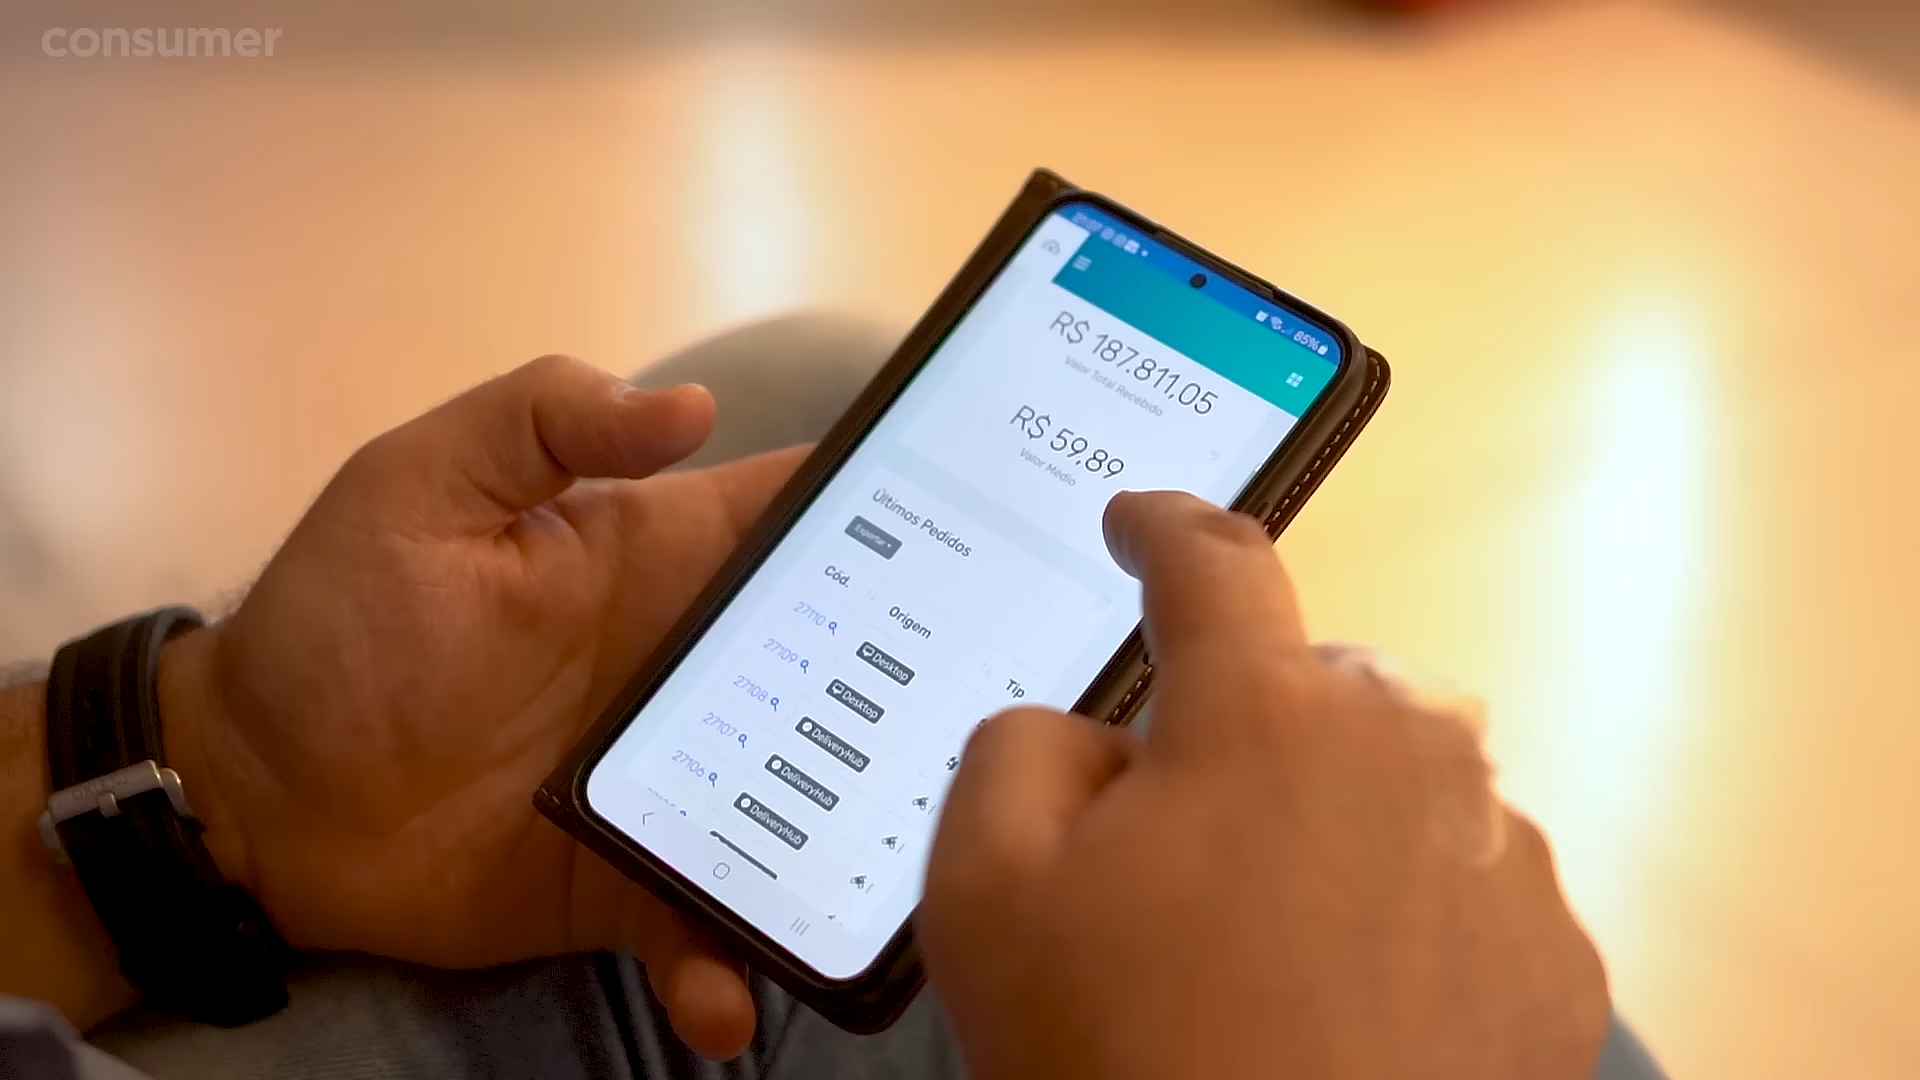 consumer
85%
R$ 187.811,05
Valor Total Recebido
R$ 59,89
Valor Médio
Últimos Pedidos
Exportar
Cód. Origem Tip
27110 Desktop
27109 Desktop
27108 DeliveryHub
27107 DeliveryHub
27106 DeliveryHub